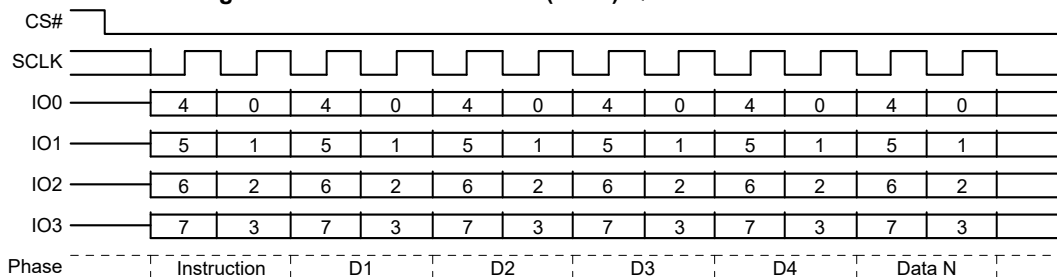 CS#
SCLK
IO0 4 0 4 0 4 0 4 0 4 0 4 0
IO1 5 1 5 1 5 1 5 1 5 1 5 1
IO2 6 2 6 2 6 2 6 2 6 2 6 2
IO3 7 3 7 3 7 3 7 3 7 3 7 3
Phase Instruction D1 D2 D3 D4 Data N